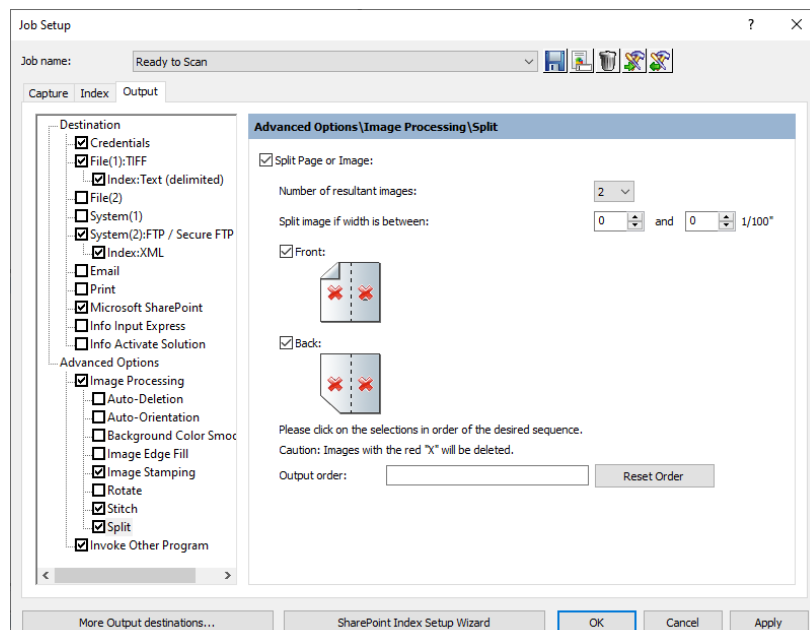 Job Setup
Job name: Ready to Scan
Capture Index Output
Destination
Credentials
File(1):TIFF
Index:Text (delimited)
File(2)
System(1)
System(2):FTP / Secure FTP
Index:XML
Email
Print
Microsoft SharePoint
Info Input Express
Info Activate Solution
Advanced Options
Image Processing
Auto-Deletion
Auto-Orientation
Background Color Smoo
Image Edge Fill
Image Stamping
Rotate
Stitch
Split
Invoke Other Program
Advanced Options\Image Processing\Split
Split Page or Image:
Number of resultant images: 2
Split image if width is between: 0 and 0 1/100"
Front:
Back:
Please click on the selections in order of the desired sequence.
Caution: Images with the red "X" will be deleted.
Output order: Reset Order
More Output destinations... SharePoint Index Setup Wizard OK Cancel Apply